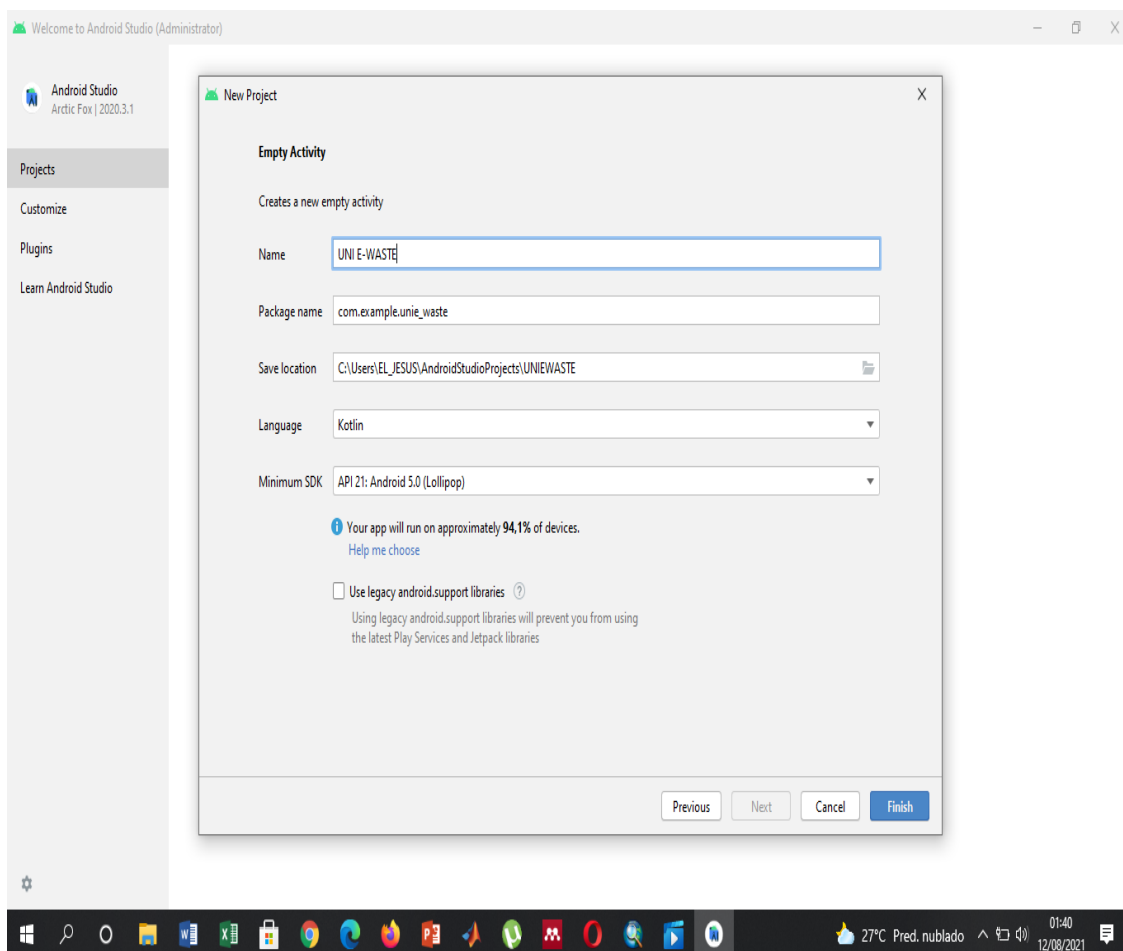 Welcome to Android Studio (Administrator)
Android Studio
Arctic Fox | 2020.3.1
Projects
Customize
Plugins
Learn Android Studio
New Project
Empty Activity
Creates a new empty activity
Name UNI E-WASTE
Package name com.example.unie_waste
Save location C:\Users\EL_JESUS\AndroidStudioProjects\UNIEWASTE
Language Kotlin
Minimum SDK API 21: Android 5.0 (Lollipop)
Your app will run on approximately 94,1% of devices.
Help me choose
Use legacy android.support libraries ?
Using legacy android.support libraries will prevent you from using
the latest Play Services and Jetpack libraries
Previous Next Cancel Finish
27°C Pred. nublado
01:40
12/08/2021